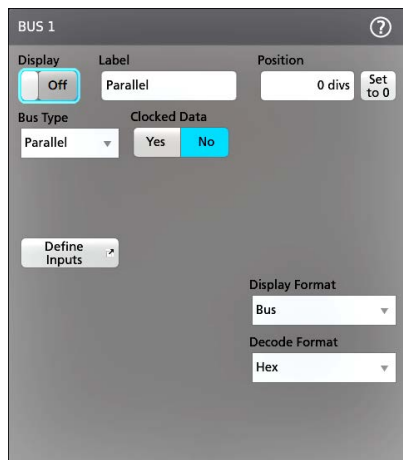 BUS 1
?
Display Label Position
Off Parallel 0 divs Set
to 0
Bus Type Clocked Data
Parallel Yes No
Define
Inputs
Display Format
Bus
Decode Format
Hex